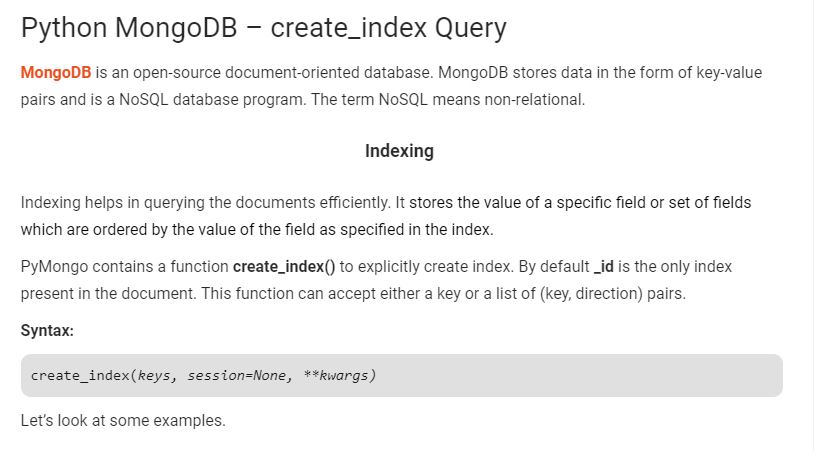 Python MongoDB – create_index Query
MongoDB is an open-source document-oriented database. MongoDB stores data in the form of key-value
pairs and is a NoSQL database program. The term NoSQL means non-relational.
Indexing
Indexing helps in querying the documents efficiently. It stores the value of a specific field or set of fields
which are ordered by the value of the field as specified in the index.
PyMongo contains a function create_index() to explicitly create index. By default _id is the only index
present in the document. This function can accept either a key or a list of (key, direction) pairs.
Syntax:
create_index(keys, session=None, **kwargs)
Let’s look at some examples.